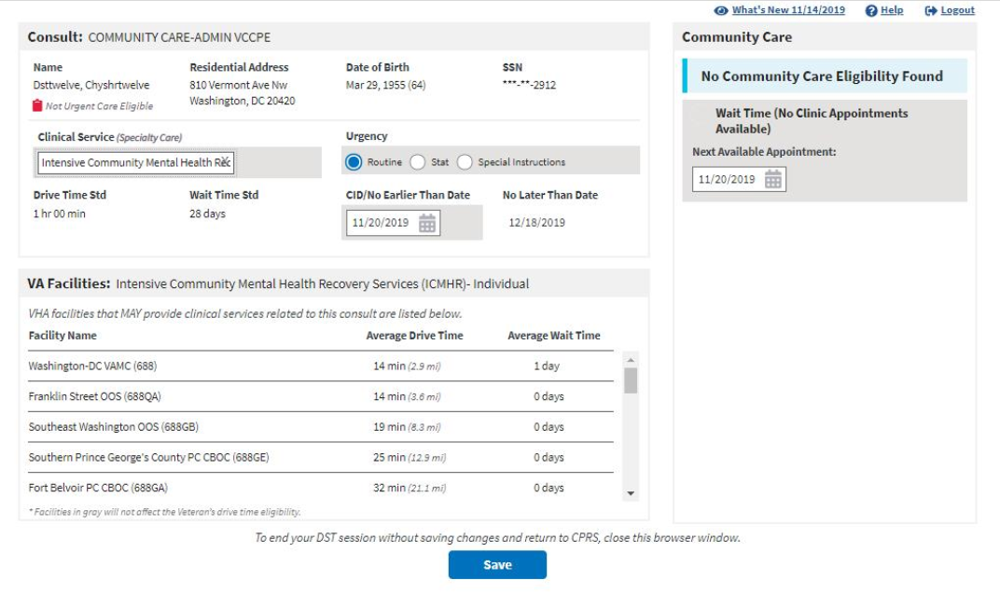 What's New 11/14/2019 Help Logout
Consult: COMMUNITY CARE-ADMIN VCCPE
Name Residential Address Date of Birth SSN
Dsttwelve, Chyshrtwelve 810 Vermont Ave Nw Mar 29, 1955 (64) ***-**-2912
Washington, DC 20420
Not Urgent Care Eligible
Clinical Service (Specialty Care) Urgency
Intensive Community Mental Health Routine Stat Special Instructions
Drive Time Std Wait Time Std CID/No Earlier Than Date No Later Than Date
1 hr 00 min 28 days 11/20/2019 12/18/2019
VA Facilities: Intensive Community Mental Health Recovery Services (ICMHR)- Individual
VHA facilities that MAY provide clinical services related to this consult are listed below.
Facility Name Average Drive Time Average Wait Time
Washington-DC VAMC (688) 14 min (2.9 mi) 1 day
Franklin Street OOS (688QA) 14 min (3.6 mi) 0 days
Southeast Washington OOS (688GB) 19 min (8.3 mi) 0 days
Southern Prince George's County PC CBOC (688GE) 25 min (12.9 mi) 0 days
Fort Belvoir PC CBOC (688GA) 32 min (21.1 mi) 0 days
* Facilities in gray will not affect the Veteran's drive time eligibility.
Community Care
No Community Care Eligibility Found
Wait Time (No Clinic Appointments
Available)
Next Available Appointment:
11/20/2019
To end your DST session without saving changes and return to CPRS, close this browser window.
Save